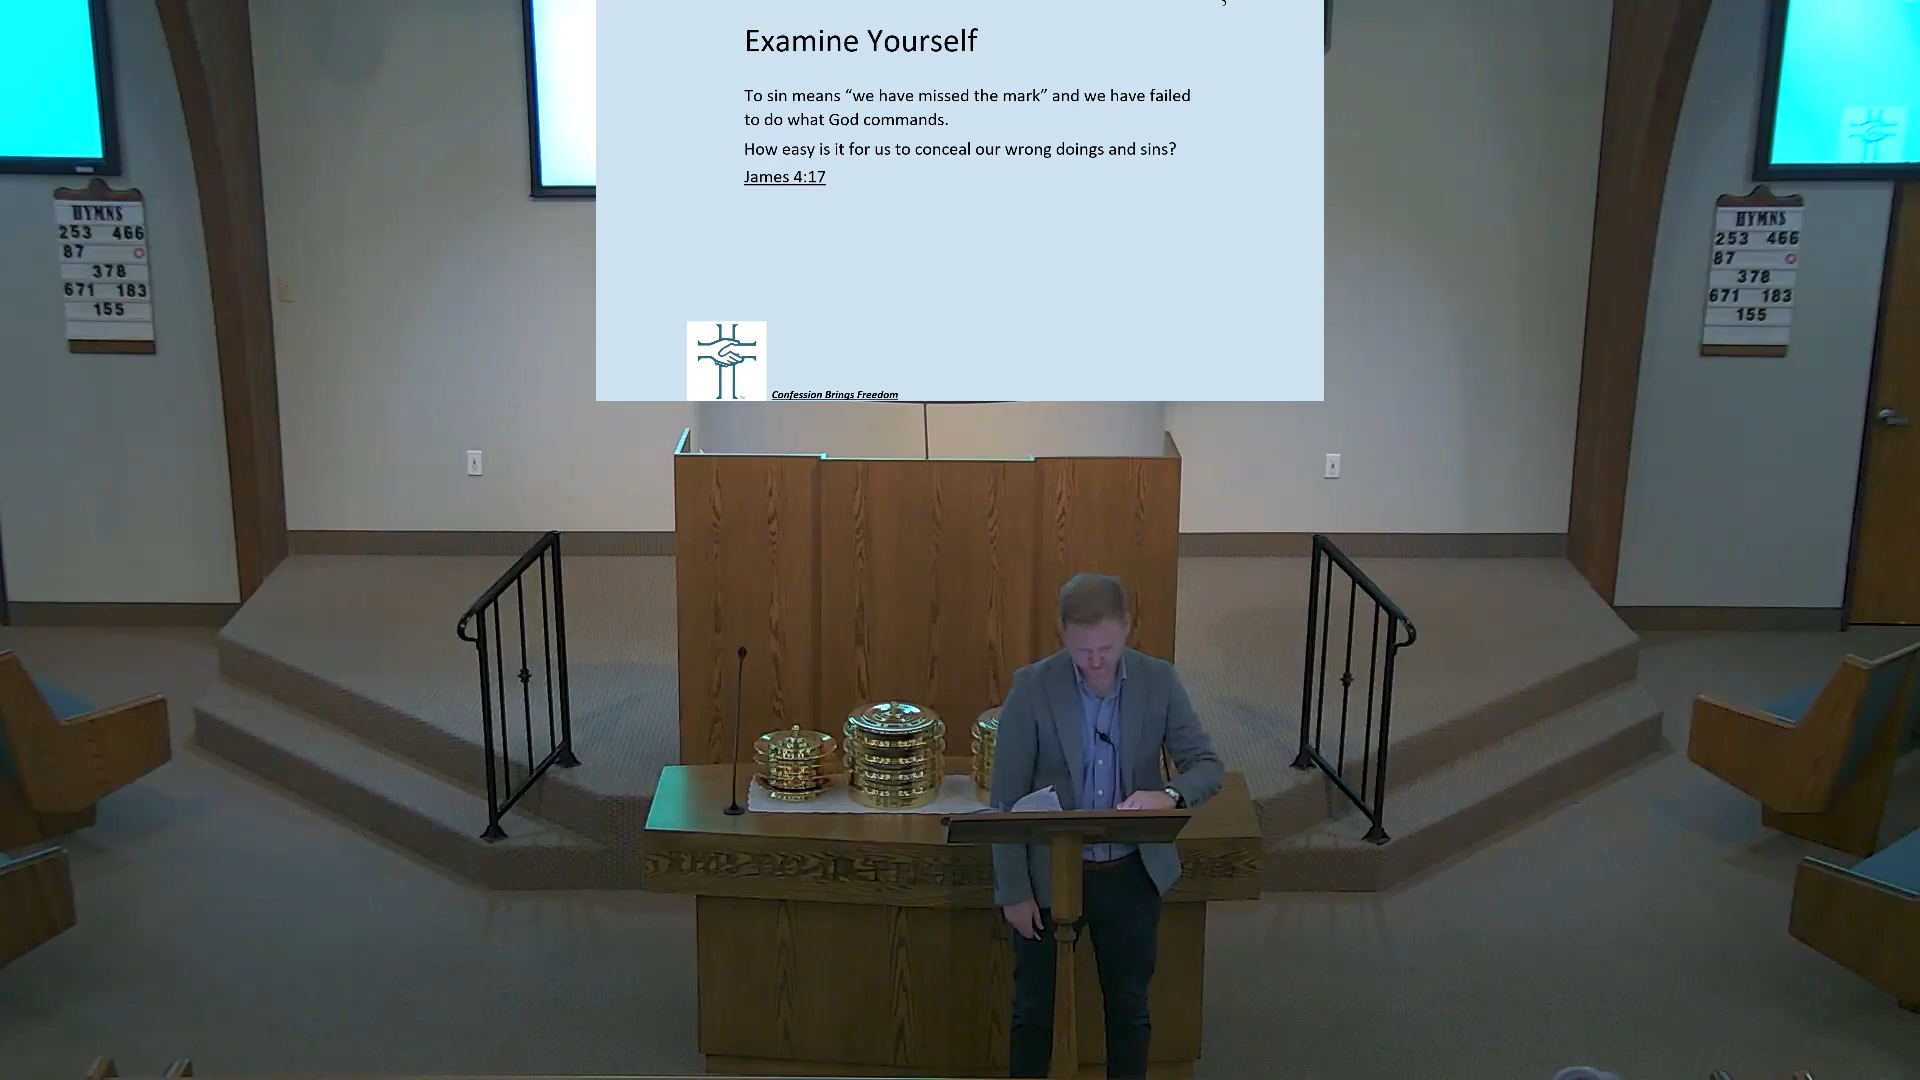 Examine Yourself
To sin means “we have missed the mark” and we have failed
to do what God commands.
How easy is it for us to conceal our wrong doings and sins?
James 4:17
Confession Brings Freedom
HYMNS
253 466
87
378
671 183
155
HYMNS
253 466
87
378
671 183
155